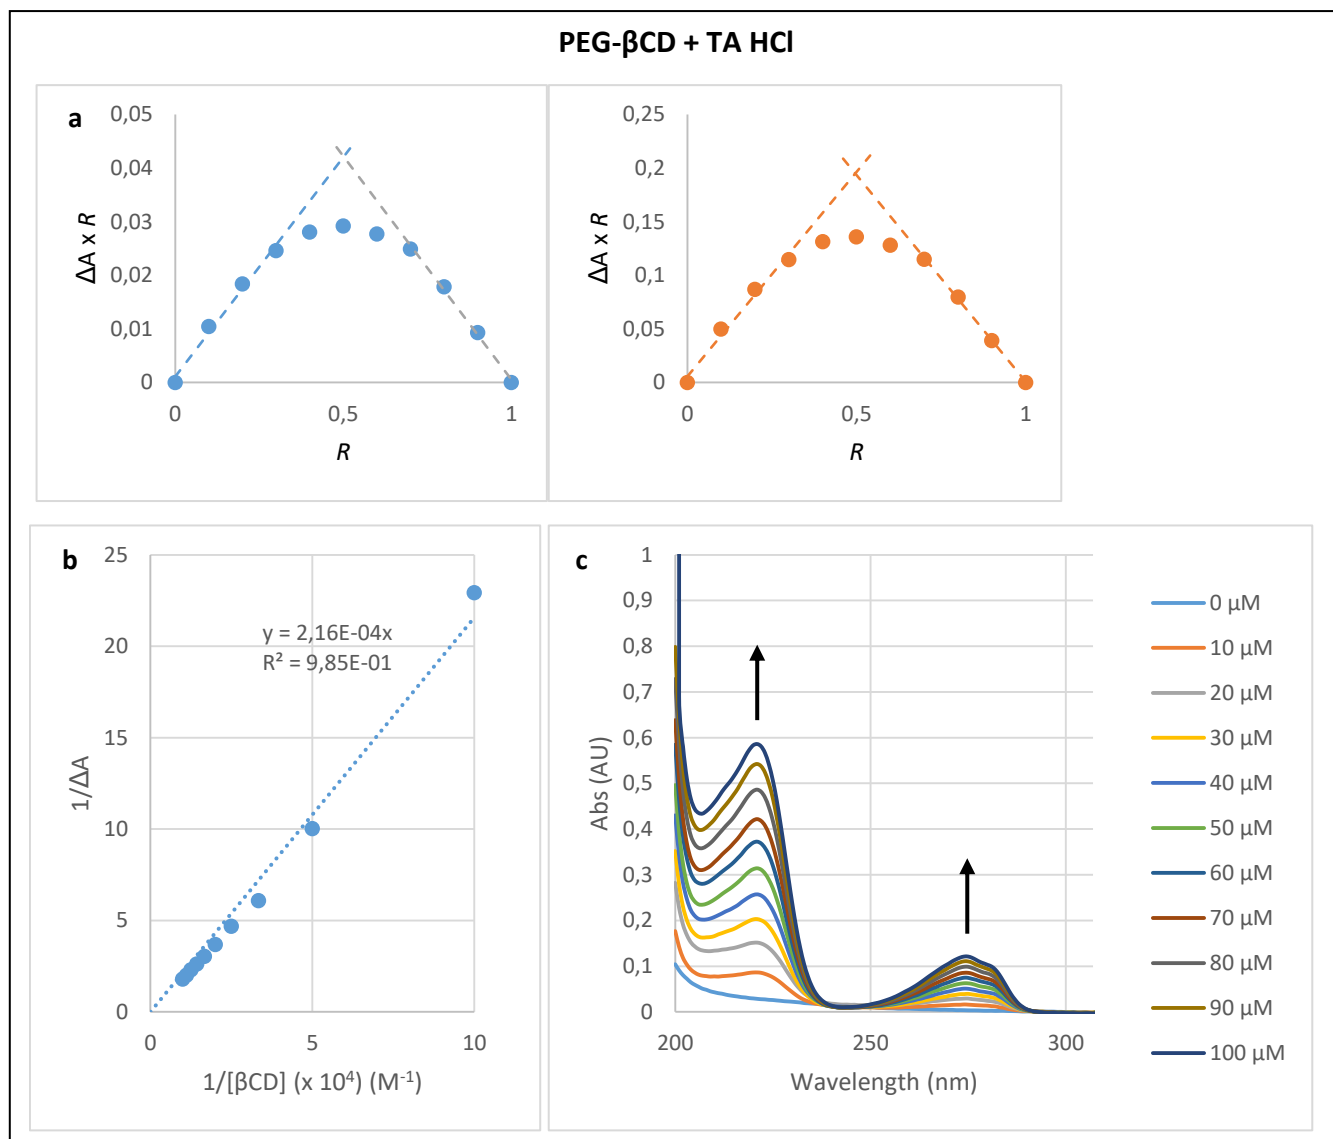 PEG-βCD + TA HCl
a
0,05
0,04
0,03
0,02
0,01
0
ΔA x R
0
0,5
1
R
0,25
0,2
0,15
0,1
0,05
0
ΔA x R
0
0,5
1
R
b
25
20
15
10
5
0
1/ΔA
y = 2,16E-04x
R² = 9,85E-01
0
5
10
1/[βCD] (x 10⁴) (M⁻¹)
c
1
0,9
0,8
0,7
0,6
0,5
0,4
0,3
0,2
0,1
0
Abs (AU)
200
250
300
Wavelength (nm)
0 µM
10 µM
20 µM
30 µM
40 µM
50 µM
60 µM
70 µM
80 µM
90 µM
100 µM